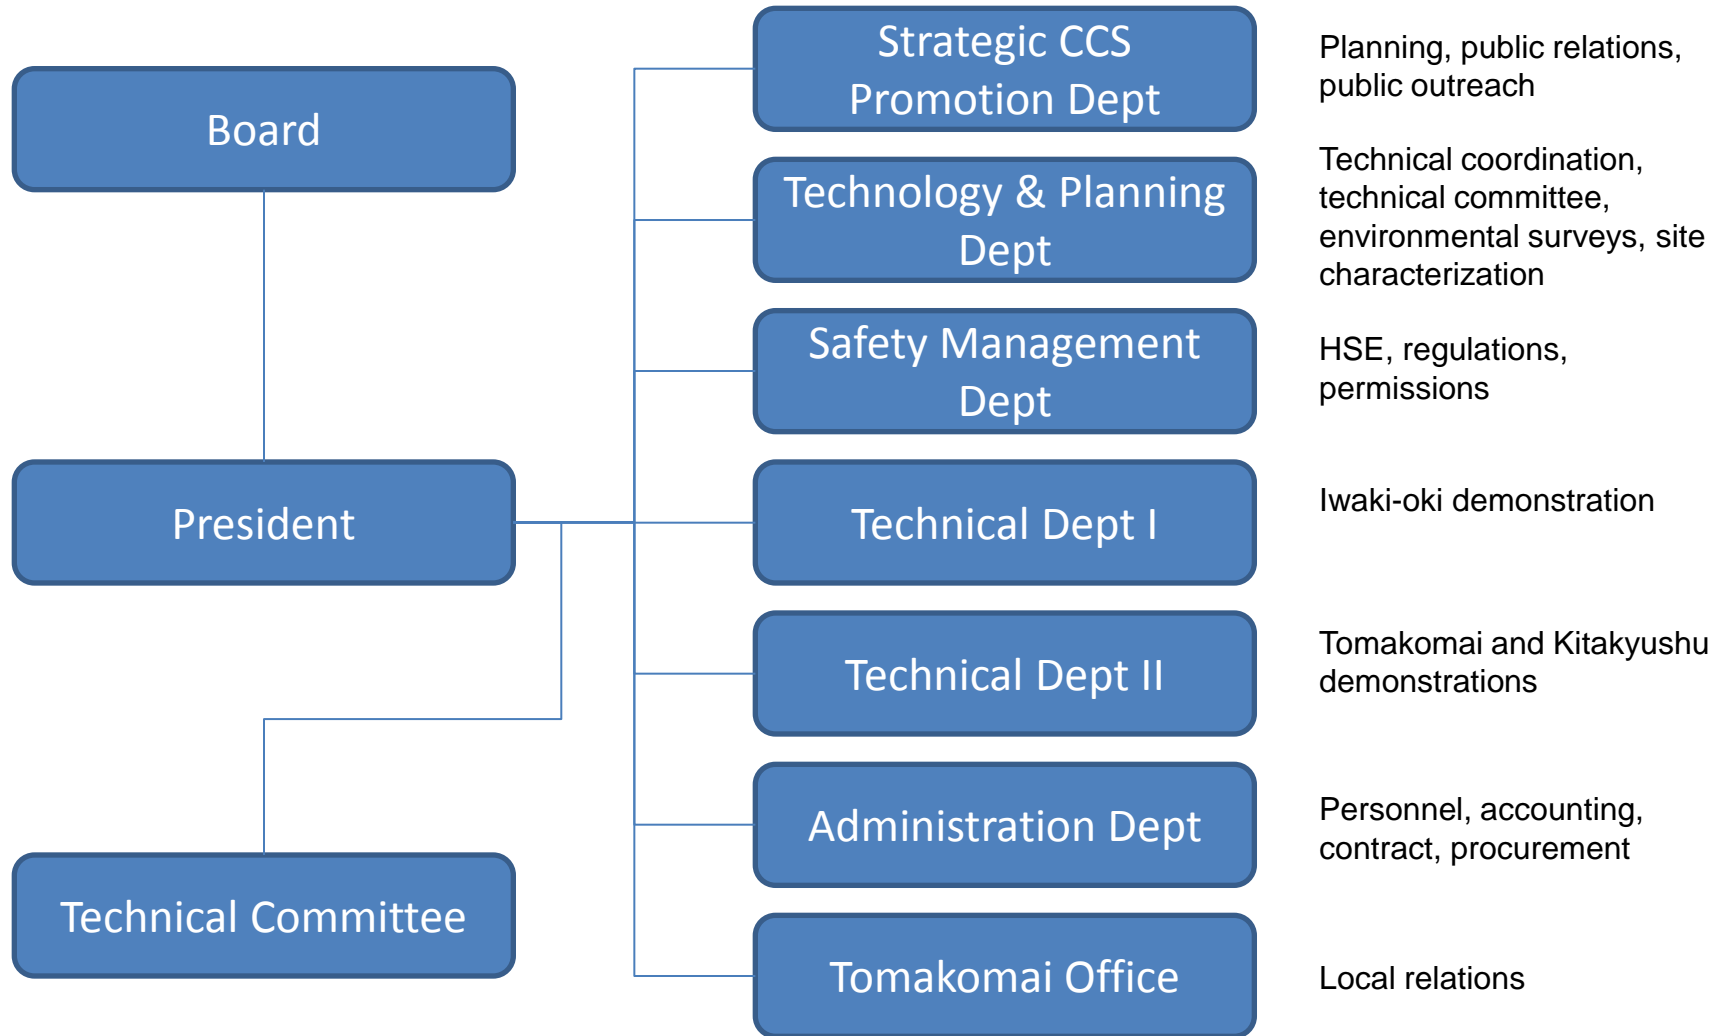 Board
President
Technical Committee
Strategic CCS
Promotion Dept
Planning, public relations,
public outreach
Technology & Planning
Dept
Technical coordination,
technical committee,
environmental surveys, site
characterization
Safety Management
Dept
HSE, regulations,
permissions
Technical Dept I
Iwaki-oki demonstration
Technical Dept II
Tomakomai and Kitakyushu
demonstrations
Administration Dept
Personnel, accounting,
contract, procurement
Tomakomai Office
Local relations